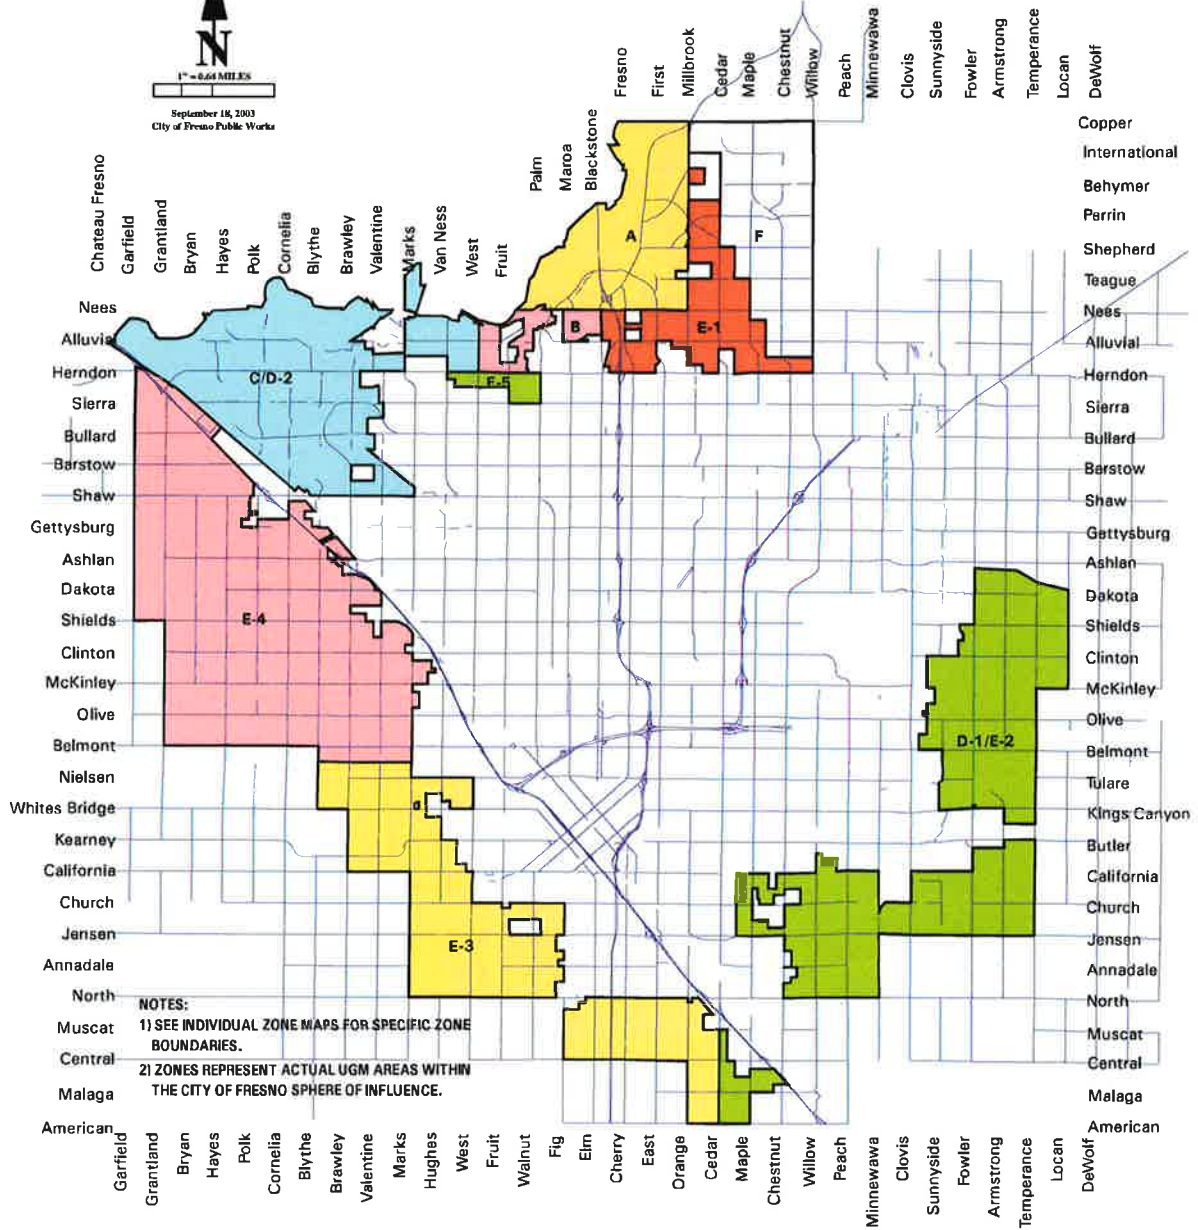 N
1" = 0.64 MILES
September 18, 2003
City of Fresno Public Works
Fresno
First
Millbrook
Cedar
Maple
Chestnut
Willow
Peach
Minnewawa
Clovis
Sunnyside
Fowler
Armstrong
Temperance
Locan
DeWolf
Palm
Maroa
Blackstone
Chateau Fresno
Garfield
Grantland
Bryan
Hayes
Polk
Cornelia
Blythe
Brawley
Valentine
Marks
Van Ness
West
Fruit
Copper
International
Behymer
Perrin
Shepherd
Teague
Nees
Alluvial
Herndon
Sierra
Bullard
Barstow
Shaw
Gettysburg
Ashlan
Dakota
Shields
Clinton
McKinley
Olive
Belmont
Tulare
Kings Canyon
Butler
California
Church
Jensen
Annadale
North
Muscat
Central
Malaga
American
Nees
Alluvial
Herndon
Sierra
Bullard
Barstow
Shaw
Gettysburg
Ashlan
Dakota
Shields
Clinton
McKinley
Olive
Belmont
Nielsen
Whites Bridge
Kearney
California
Church
Jensen
Annadale
North
Muscat
Central
Malaga
American
A
F
B
E-1
C/D-2
E-5
E-4
D-1/E-2
E-3
NOTES:
1) SEE INDIVIDUAL ZONE MAPS FOR SPECIFIC ZONE
BOUNDARIES.
2) ZONES REPRESENT ACTUAL UGM AREAS WITHIN
THE CITY OF FRESNO SPHERE OF INFLUENCE.
Garfield
Grantland
Bryan
Hayes
Polk
Cornelia
Blythe
Brawley
Valentine
Marks
Hughes
West
Fruit
Walnut
Fig
Elm
Cherry
East
Orange
Cedar
Maple
Chestnut
Willow
Peach
Minnewawa
Clovis
Sunnyside
Fowler
Armstrong
Temperance
Locan
DeWolf